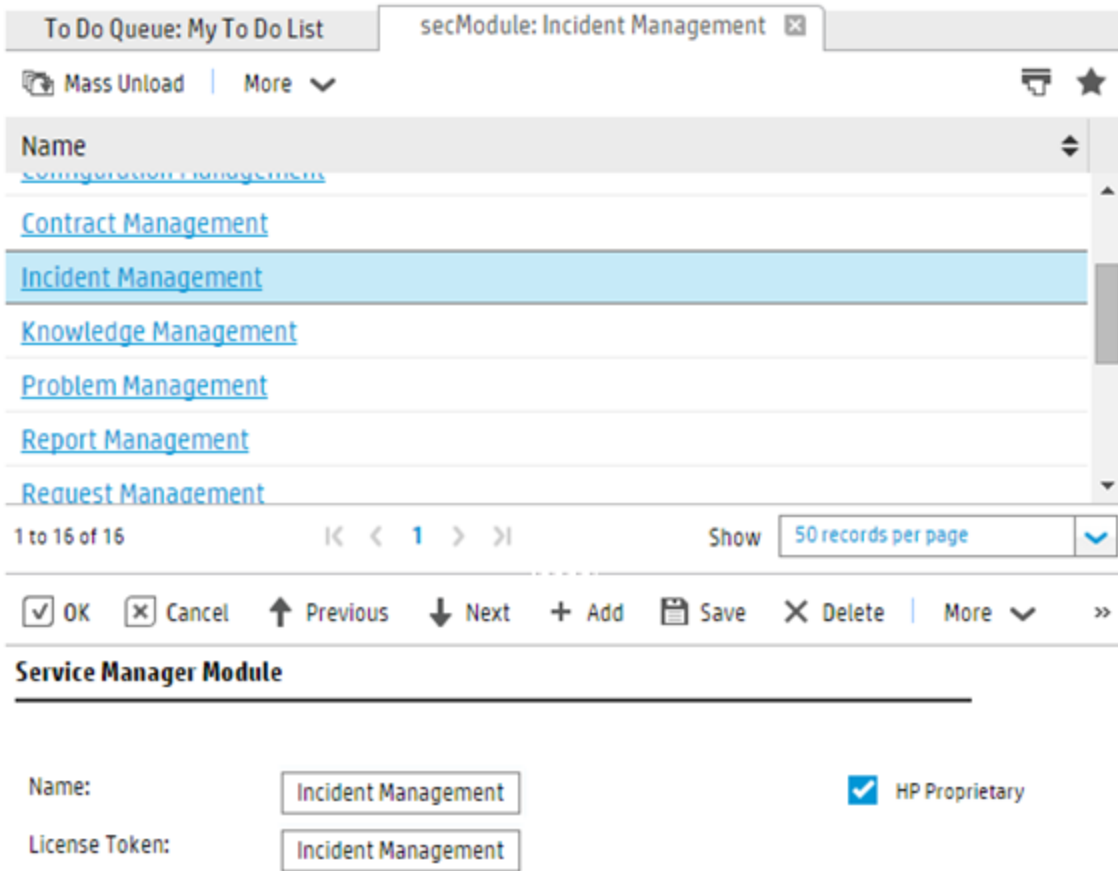 To Do Queue: My To Do List secModule: Incident Management
Mass Unload More
Name
Configuration Management
Contract Management
Incident Management
Knowledge Management
Problem Management
Report Management
Request Management
1 to 16 of 16 1 Show 50 records per page
OK Cancel Previous Next Add Save Delete More »
Service Manager Module
Name: Incident Management HP Proprietary
License Token: Incident Management